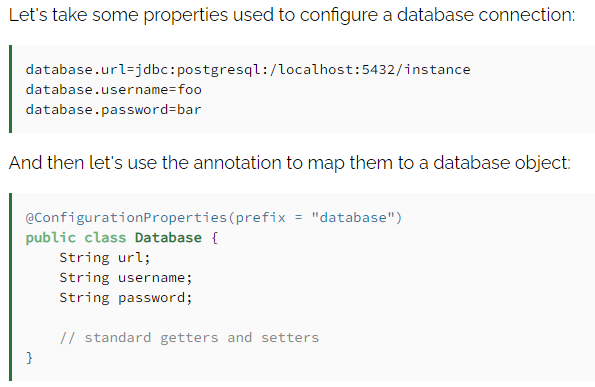 Let's take some properties used to configure a database connection:
database.url=jdbc:postgresql:/localhost:5432/instance
database.username=foo
database.password=bar
And then let's use the annotation to map them to a database object:
@ConfigurationProperties(prefix = "database")
public class Database {
    String url;
    String username;
    String password;
    // standard getters and setters
}